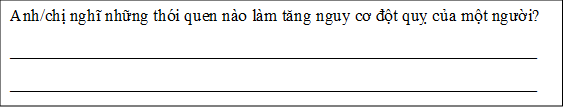 Anh/chị nghĩ những thói quen nào làm tăng nguy cơ đột quỵ của một người?